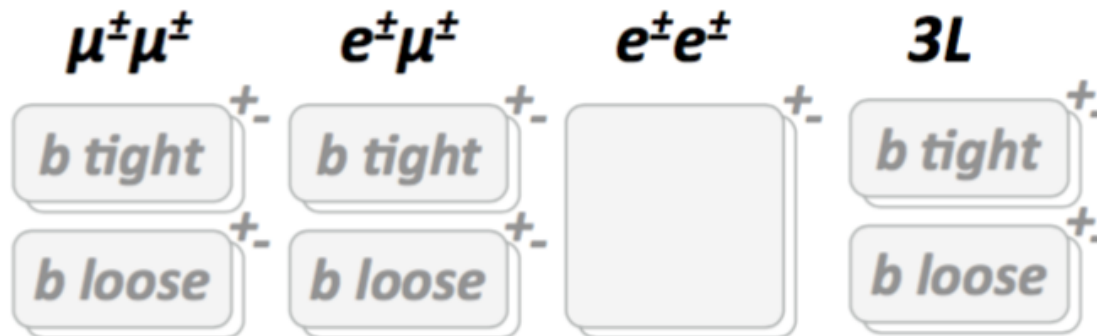 μ±μ± e±μ± e±e± 3L
+- +- +- +-
b tight b tight b tight
+- +- +-
b loose b loose b loose